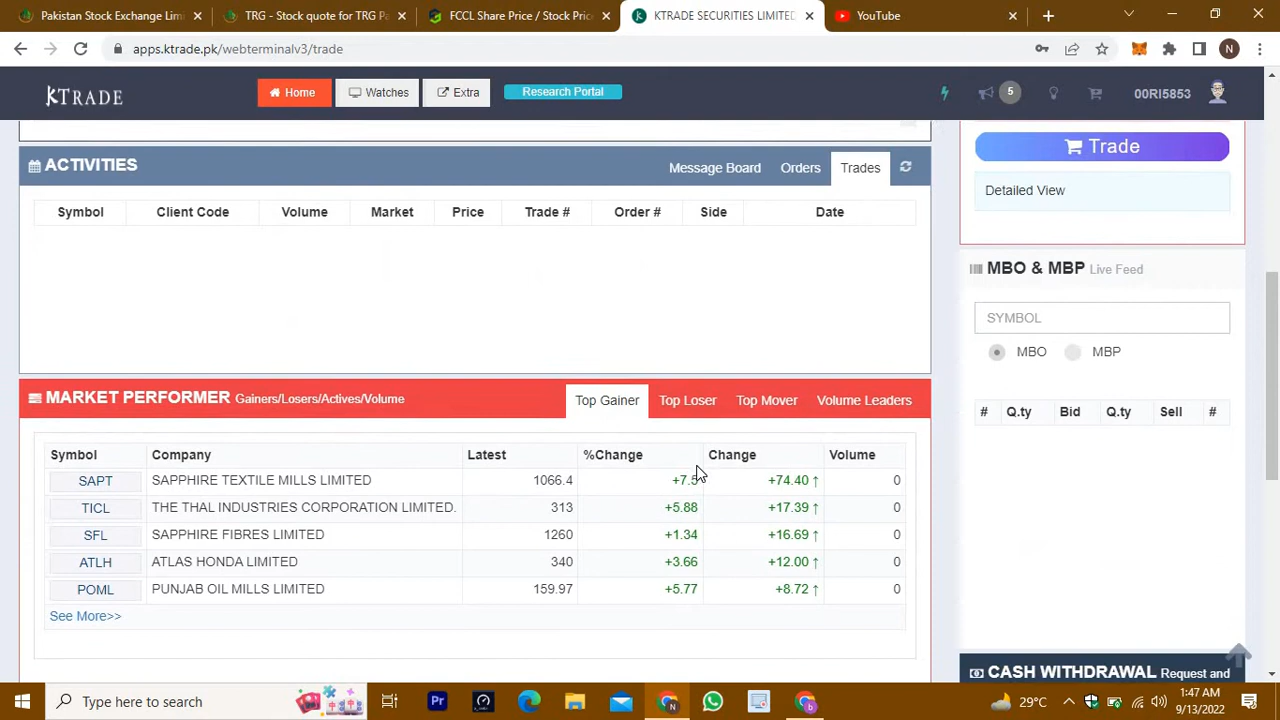 Pakistan Stock Exchange Limi
TRG - Stock quote for TRG Pa
FCCL Share Price / Stock Price
KTRADE SECURITIES LIMITED
YouTube
apps.ktrade.pk/webterminalv3/trade
N
KTRADE
Home
Watches
Extra
Research Portal
5
00RI5853
ACTIVITIES
Message Board
Orders
Trades
Symbol Client Code Volume Market Price Trade # Order # Side Date
Trade
Detailed View
MBO & MBP Live Feed
SYMBOL
MBO
MBP
# Q.ty Bid Q.ty Sell #
MARKET PERFORMER Gainers/Losers/Actives/Volume
Top Gainer
Top Loser
Top Mover
Volume Leaders
Symbol Company Latest %Change Change Volume
SAPT SAPPHIRE TEXTILE MILLS LIMITED 1066.4 +7.5 +74.40 ↑ 0
TICL THE THAL INDUSTRIES CORPORATION LIMITED. 313 +5.88 +17.39 ↑ 0
SFL SAPPHIRE FIBRES LIMITED 1260 +1.34 +16.69 ↑ 0
ATLH ATLAS HONDA LIMITED 340 +3.66 +12.00 ↑ 0
POML PUNJAB OIL MILLS LIMITED 159.97 +5.77 +8.72 ↑ 0
See More>>
CASH WITHDRAWAL Request and
Type here to search
Pr
N
b
29°C
1:47 AM
9/13/2022